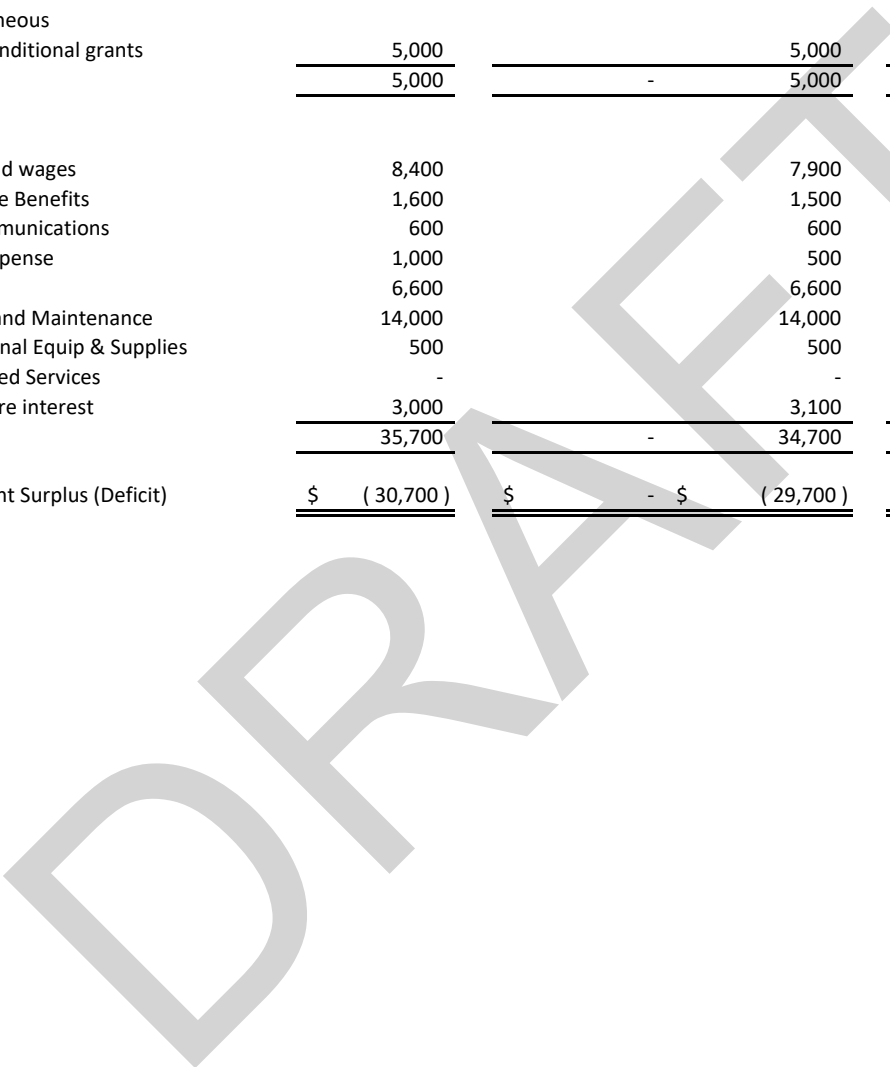 neous
nditional grants 5,000 5,000
5,000 - 5,000
d wages 8,400 7,900
e Benefits 1,600 1,500
munications 600 600
pense 1,000 500
6,600 6,600
and Maintenance 14,000 14,000
nal Equip & Supplies 500 500
ed Services - -
re interest 3,000 3,100
35,700 - 34,700
nt Surplus (Deficit) $ ( 30,700 ) $ - $ ( 29,700 )
DRAFT